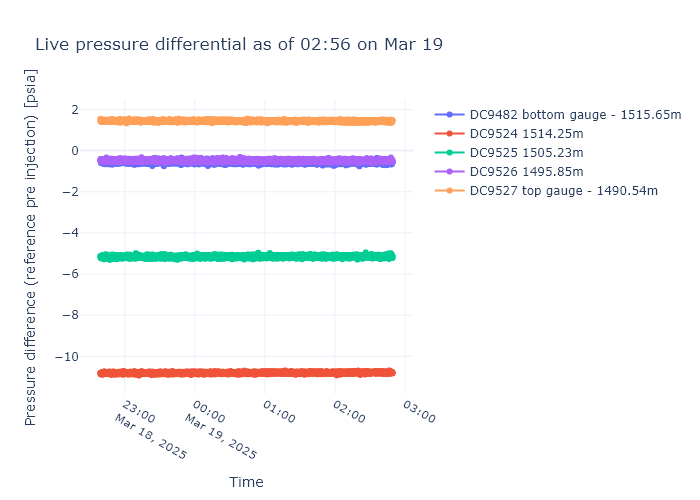 Live pressure differential as of 02:56 on Mar 19
Pressure difference (reference pre injection) [psia]
2
0
−2
−4
−6
−8
−10
23:00
Mar 18, 2025
00:00
Mar 19, 2025
01:00
02:00
03:00
Time
DC9482 bottom gauge - 1515.65m
DC9524 1514.25m
DC9525 1505.23m
DC9526 1495.85m
DC9527 top gauge - 1490.54m